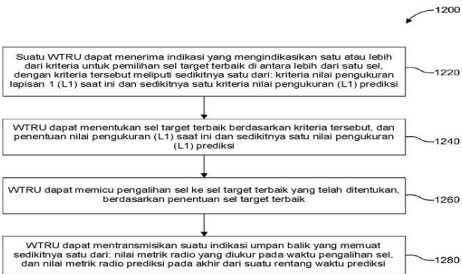 1200
Suatu WTRU dapat menerima indikasi yang mengindikasikan satu atau lebih
dari kriteria untuk pemilihan sel target terbaik di antara lebih dari satu sel,
dengan kriteria tersebut meliputi sedikitnya satu dari: kriteria nilai pengukuran
lapisan 1 (L1) saat ini dan sedikitnya satu kriteria nilai pengukuran (L1) prediksi
1220
WTRU dapat menentukan sel target terbaik berdasarkan kriteria tersebut, dan
penentuan nilai pengukuran (L1) saat ini dan sedikitnya satu nilai pengukuran
(L1) prediksi
1240
WTRU dapat memicu pengalihan sel ke sel target terbaik yang telah ditentukan,
berdasarkan penentuan sel target terbaik
1260
WTRU dapat mentransmisikan suatu indikasi umpan balik yang memuat
sedikitnya satu dari: nilai metrik radio yang diukur pada waktu pengalihan sel,
dan nilai metrik radio prediksi pada akhir dari suatu rentang waktu prediksi
1280